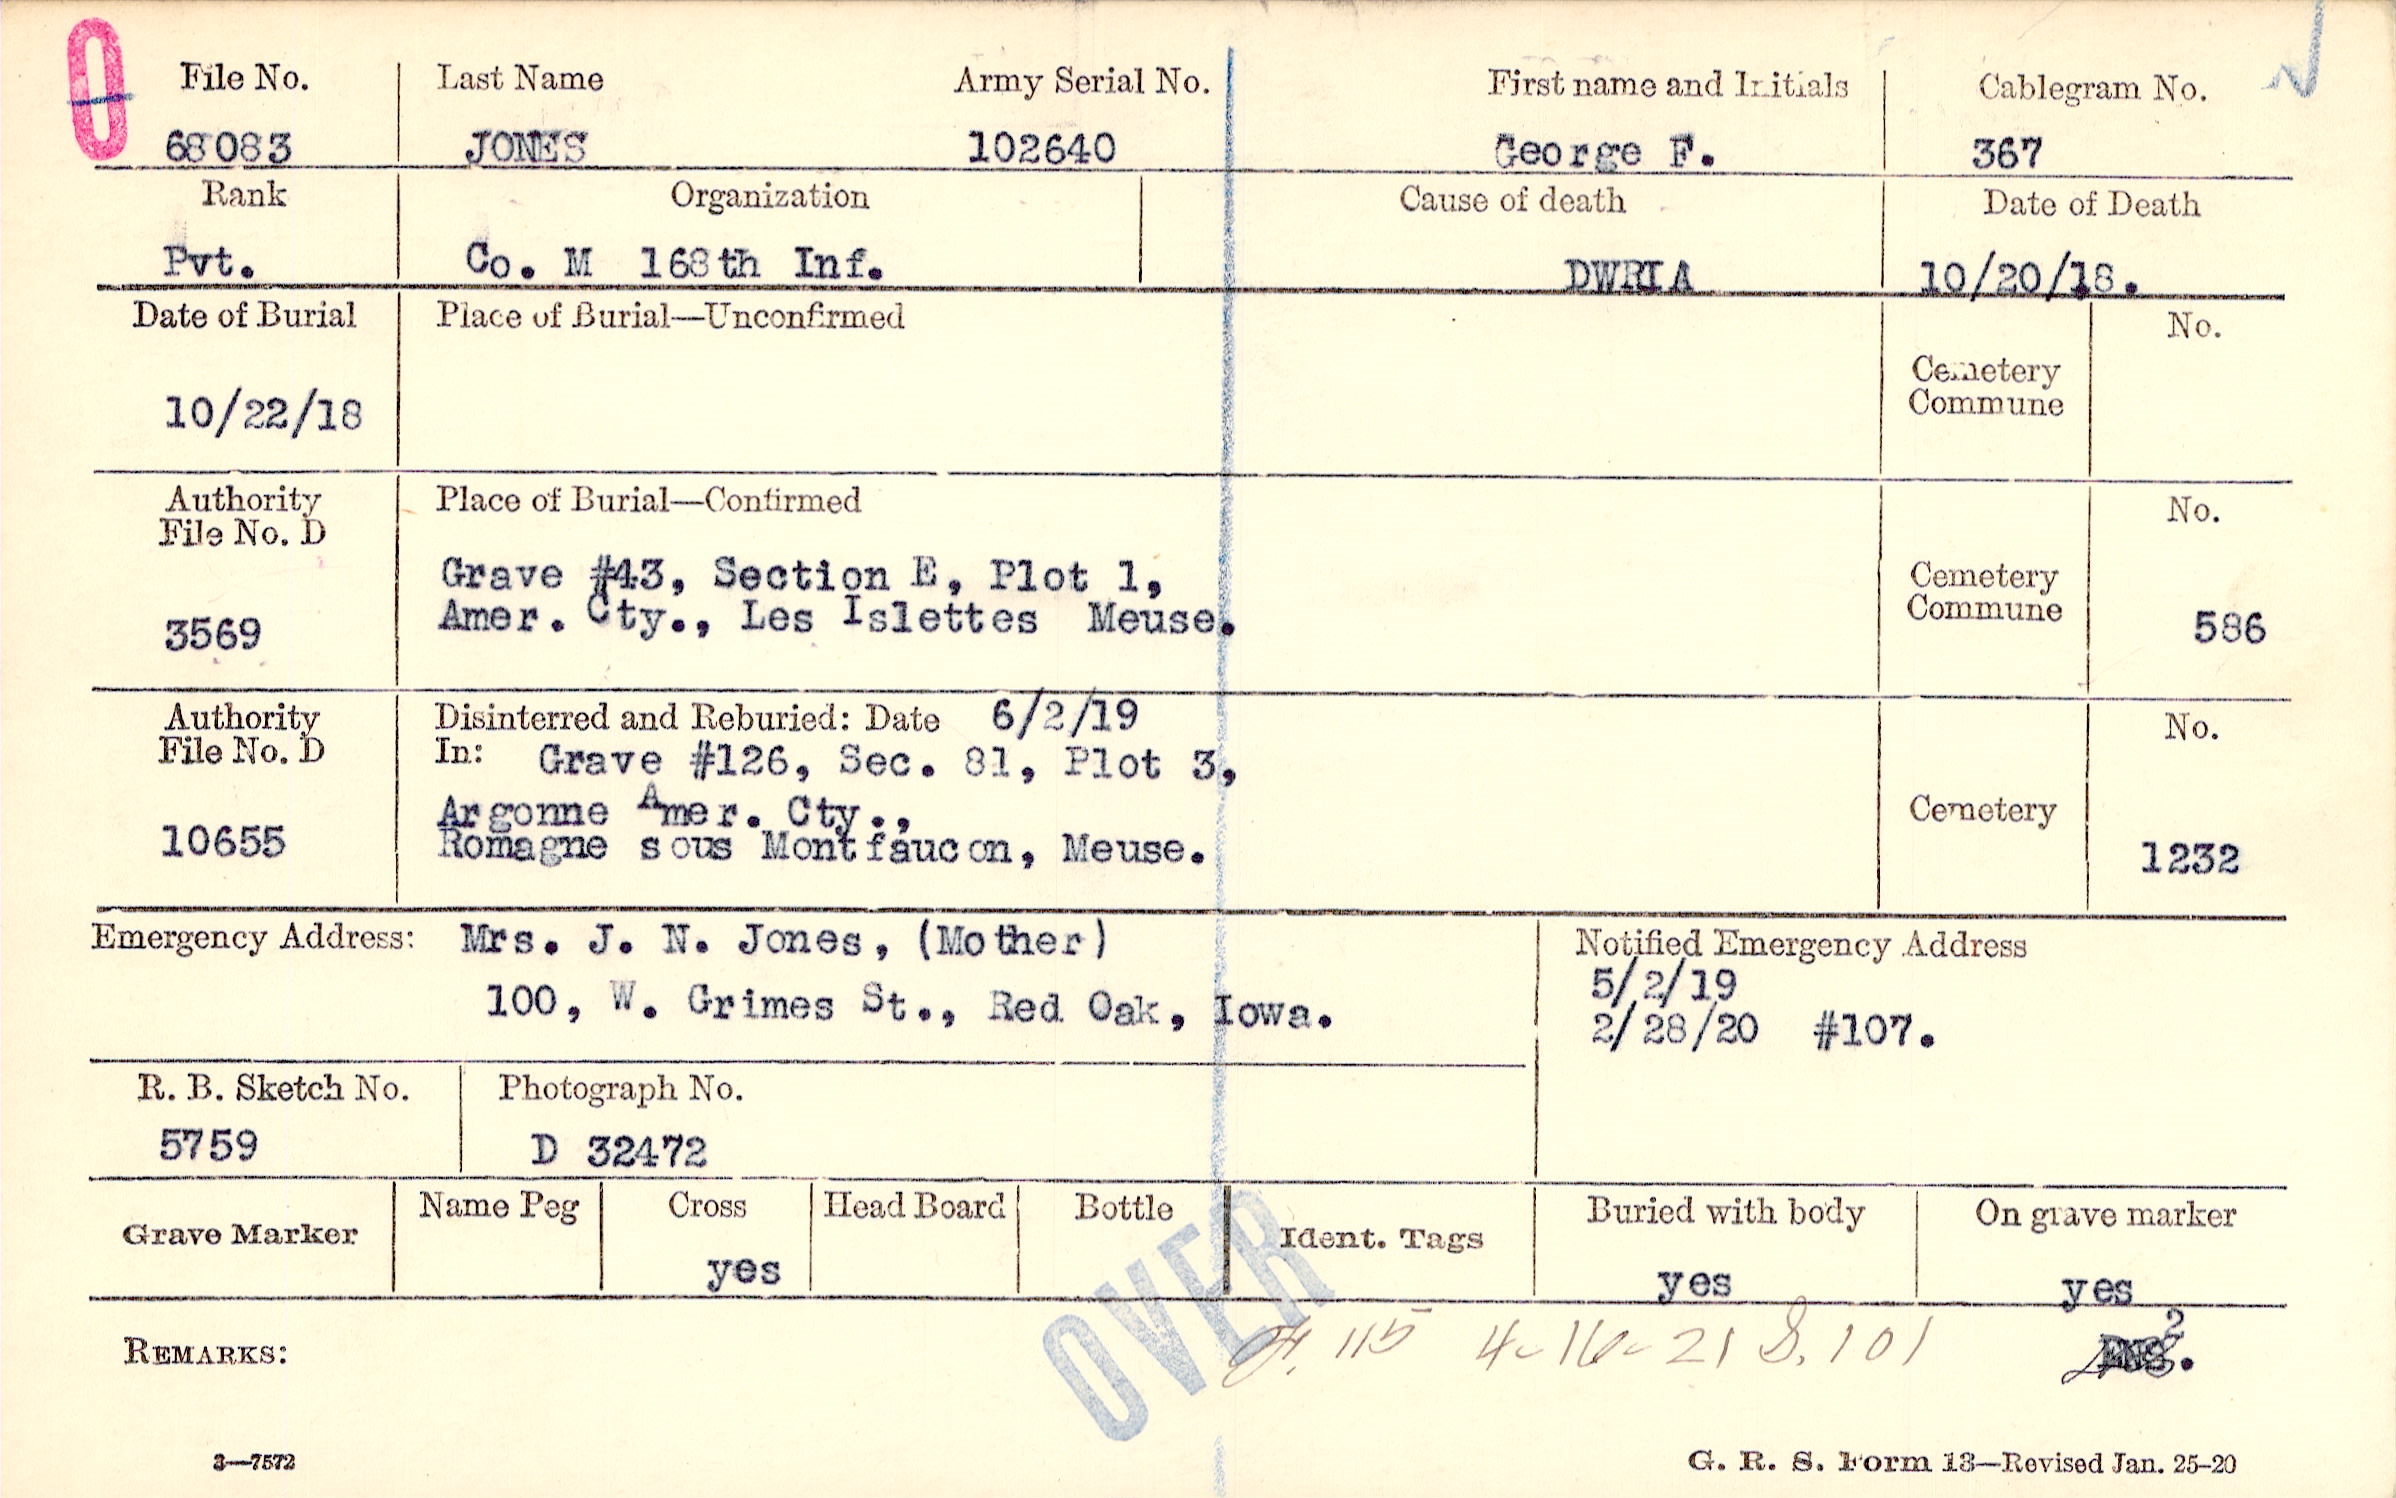 File No. Last Name Army Serial No. First name and Initials Cablegram No.
68083 JONES 102640 George F. 367
Rank Organization Cause of death Date of Death
Pvt. Co. M 168th Inf. DWRIA 10/20/18.
Date of Burial Place of Burial—Unconfirmed No.
Cemetery
Commune
10/22/18
Authority Place of Burial—Confirmed No.
File No. D
Grave #43, Section E, Plot 1, Cemetery
Amer. Cty., Les Islettes Meuse. Commune
3569 586
Authority Disinterred and Reburied: Date 6/2/19 No.
File No. D In: Grave #126, Sec. 81, Plot 3,
Argonne Amer. Cty., Cemetery
10655 Romagne sous Montfaucon, Meuse. 1232
Emergency Address: Mrs. J. N. Jones, (Mother) Notified Emergency Address
5/2/19
100, W. Grimes St., Red Oak, Iowa. 2/28/20 #107.
R. B. Sketch No. Photograph No.
5759 D 32472
Grave Marker Name Peg Cross Head Board Bottle Ident. Tags Buried with body On grave marker
yes yes yes
OVER
115 4-16-21 S. 101 2
REMARKS:
3—7572 G. R. S. Form 13—Revised Jan. 25-20